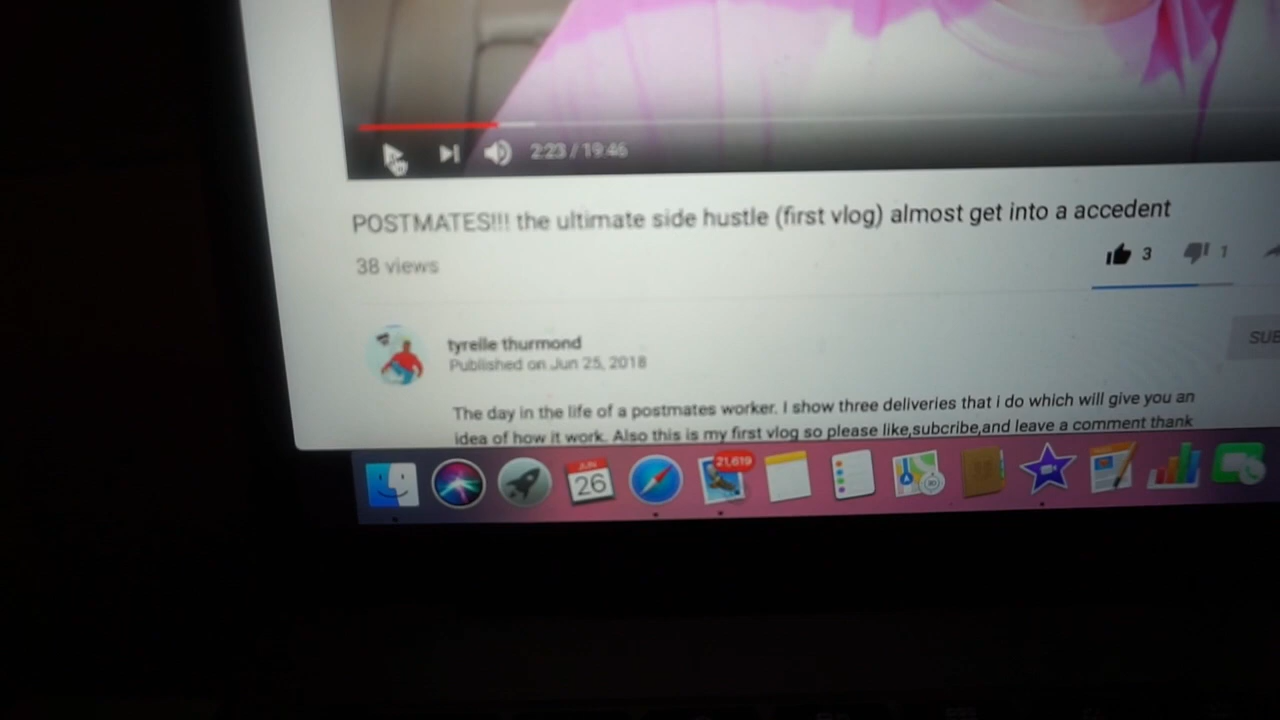 2:23 / 19:46
POSTMATES!!! the ultimate side hustle (first vlog) almost get into a accedent
38 views
3
1
tyrelle thurmond
Published on Jun 25, 2018
SUB
The day in the life of a postmates worker. I show three deliveries that i do which will give you an
idea of how it work. Also this is my first vlog so please like,subcribe,and leave a comment thank
JUN
26
21,619